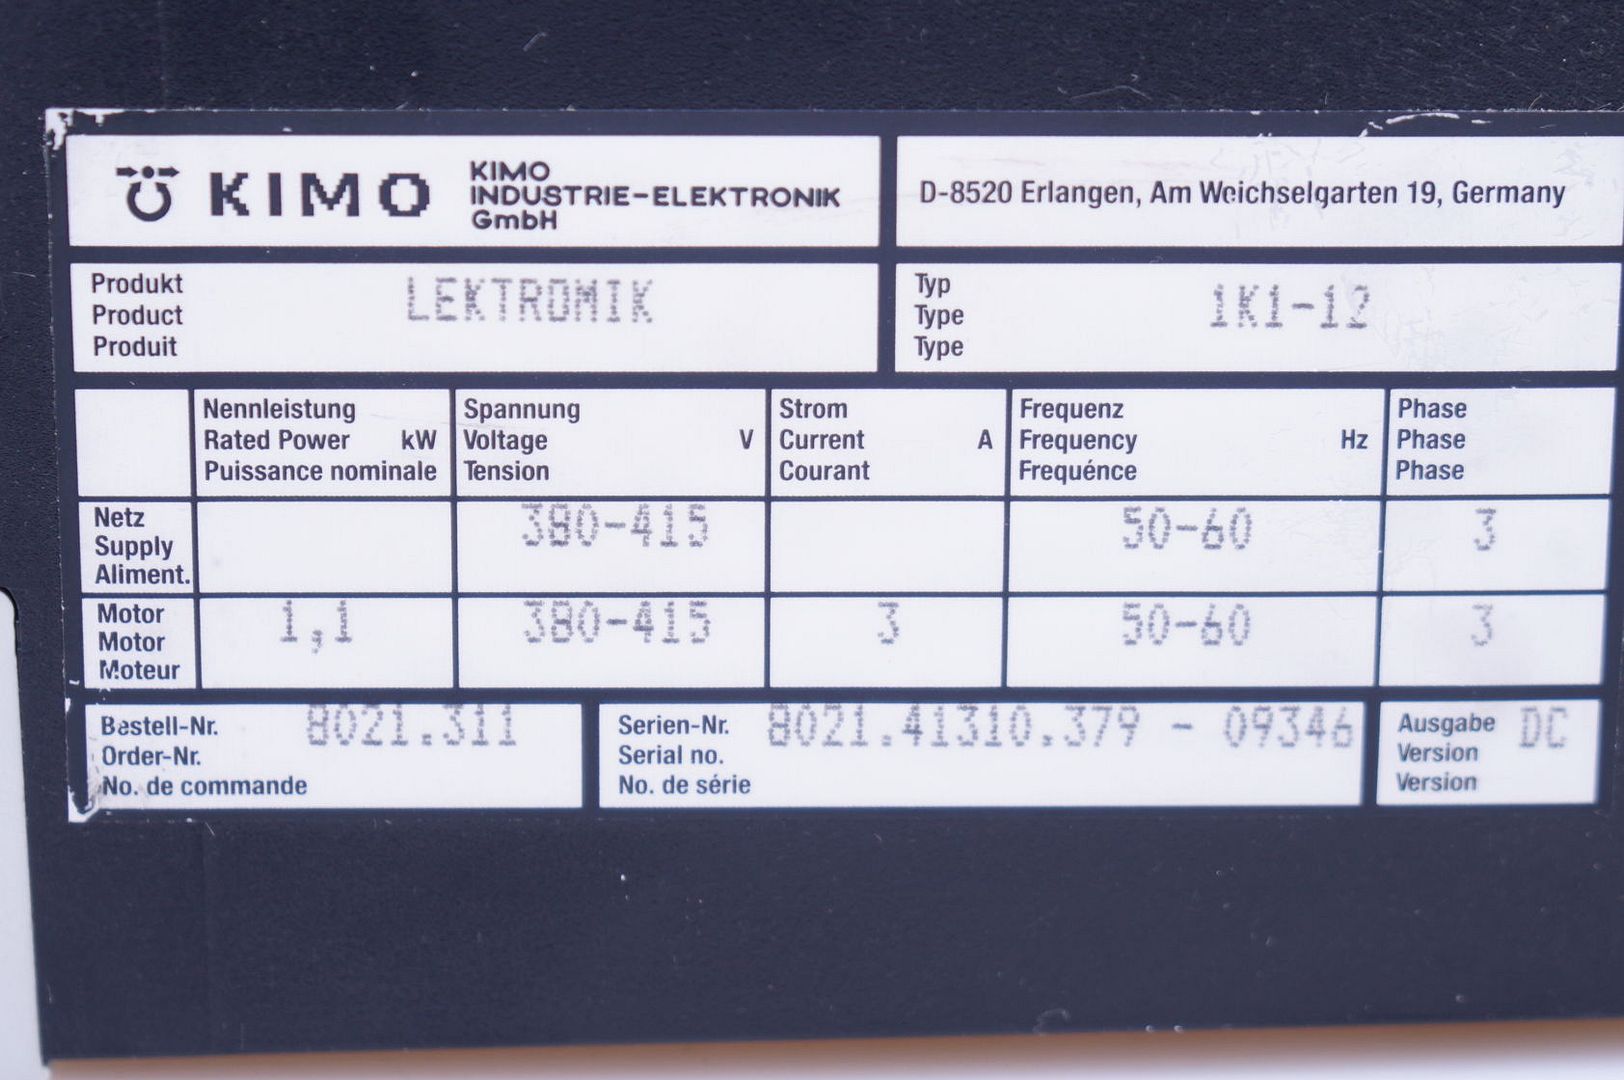 KIMO
KIMO
INDUSTRIE-ELEKTRONIK
GmbH
D-8520 Erlangen, Am Weichselgarten 19, Germany
Produkt
Product
Produit
LEKTROMIK
Typ
Type
Type
1K1-12
Nennleistung
Rated Power kW
Puissance nominale
Spannung
Voltage V
Tension
Strom
Current A
Courant
Frequenz
Frequency Hz
Frequénce
Phase
Phase
Phase
Netz
Supply
Aliment.
380-415
50-60
3
Motor
Motor
Moteur
1,1
380-415
3
50-60
3
Bestell-Nr.
Order-Nr.
No. de commande
8021.311
Serien-Nr.
Serial no.
No. de série
8021.41310.379 - 09346
Ausgabe
Version
Version
DC